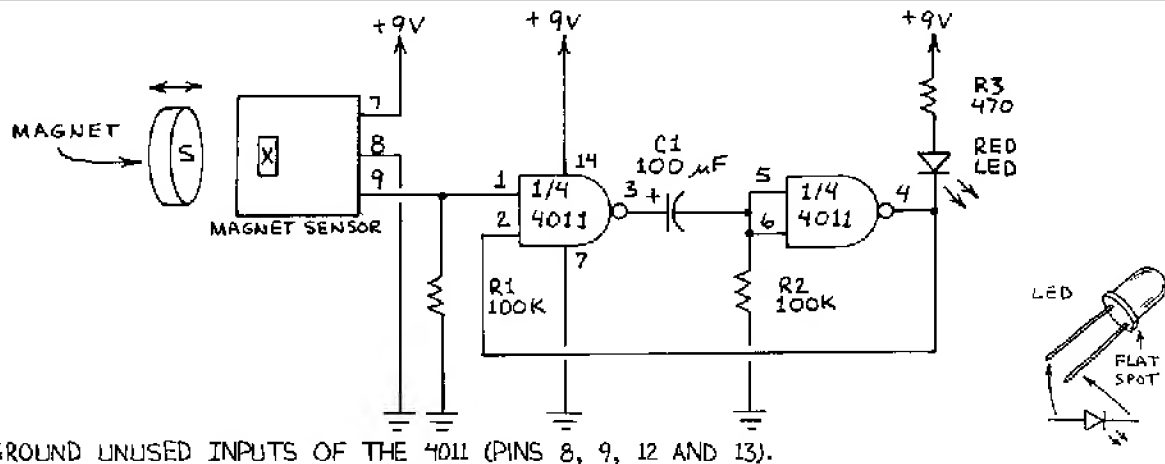 +9V
+9V
+9V
MAGNET
S
X
7
8
9
MAGNET SENSOR
1
2
14
1/4
4011
3
7
+
C1
100 µF
5
6
1/4
4011
4
R1
100K
R2
100K
R3
470
RED
LED
LED
FLAT
SPOT
GROUND UNUSED INPUTS OF THE 4011 (PINS 8, 9, 12 AND 13).